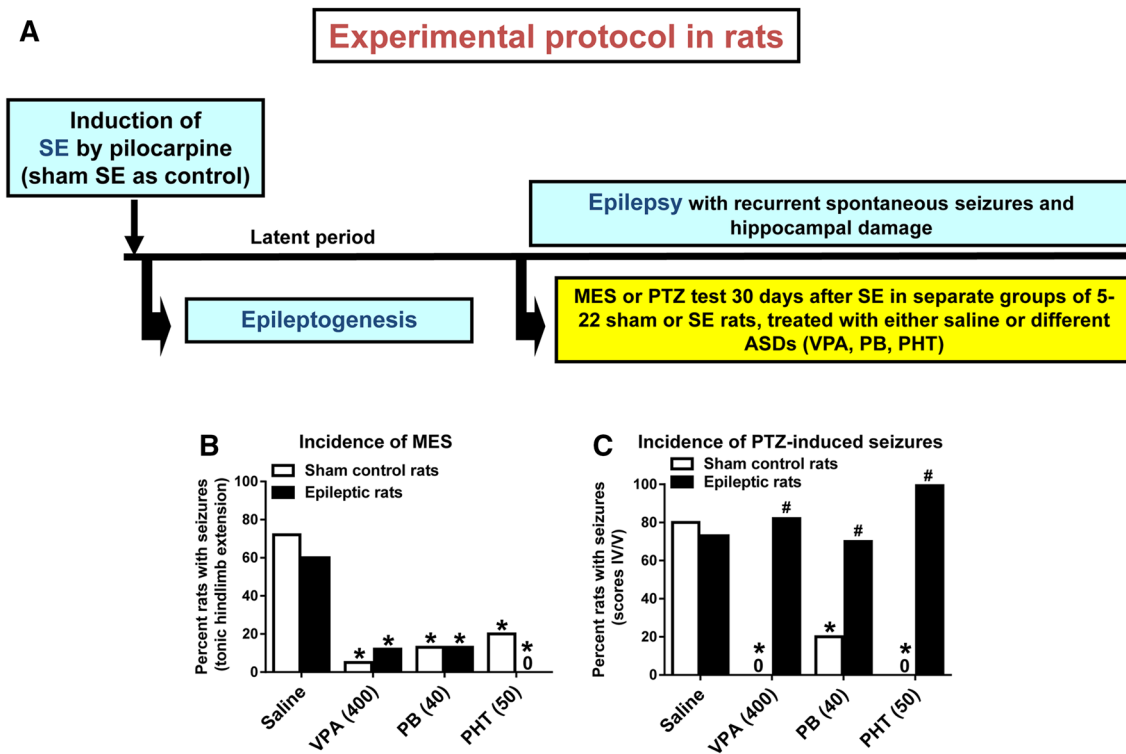 A
Experimental protocol in rats
Induction of
SE by pilocarpine
(sham SE as control)
Epilepsy with recurrent spontaneous seizures and
hippocampal damage
Latent period
Epileptogenesis
MES or PTZ test 30 days after SE in separate groups of 5-
22 sham or SE rats, treated with either saline or different
ASDs (VPA, PB, PHT)
B
Incidence of MES
Sham control rats
Epileptic rats
Percent rats with seizures
(tonic hindlimb extension)
100
80
60
40
20
0
* * * * * *
0
Saline
VPA (400)
PB (40)
PHT (50)
C
Incidence of PTZ-induced seizures
Sham control rats
Epileptic rats
Percent rats with seizures
(scores IV/V)
100
80
60
40
20
0
* # * # * #
0 0
Saline
VPA (400)
PB (40)
PHT (50)